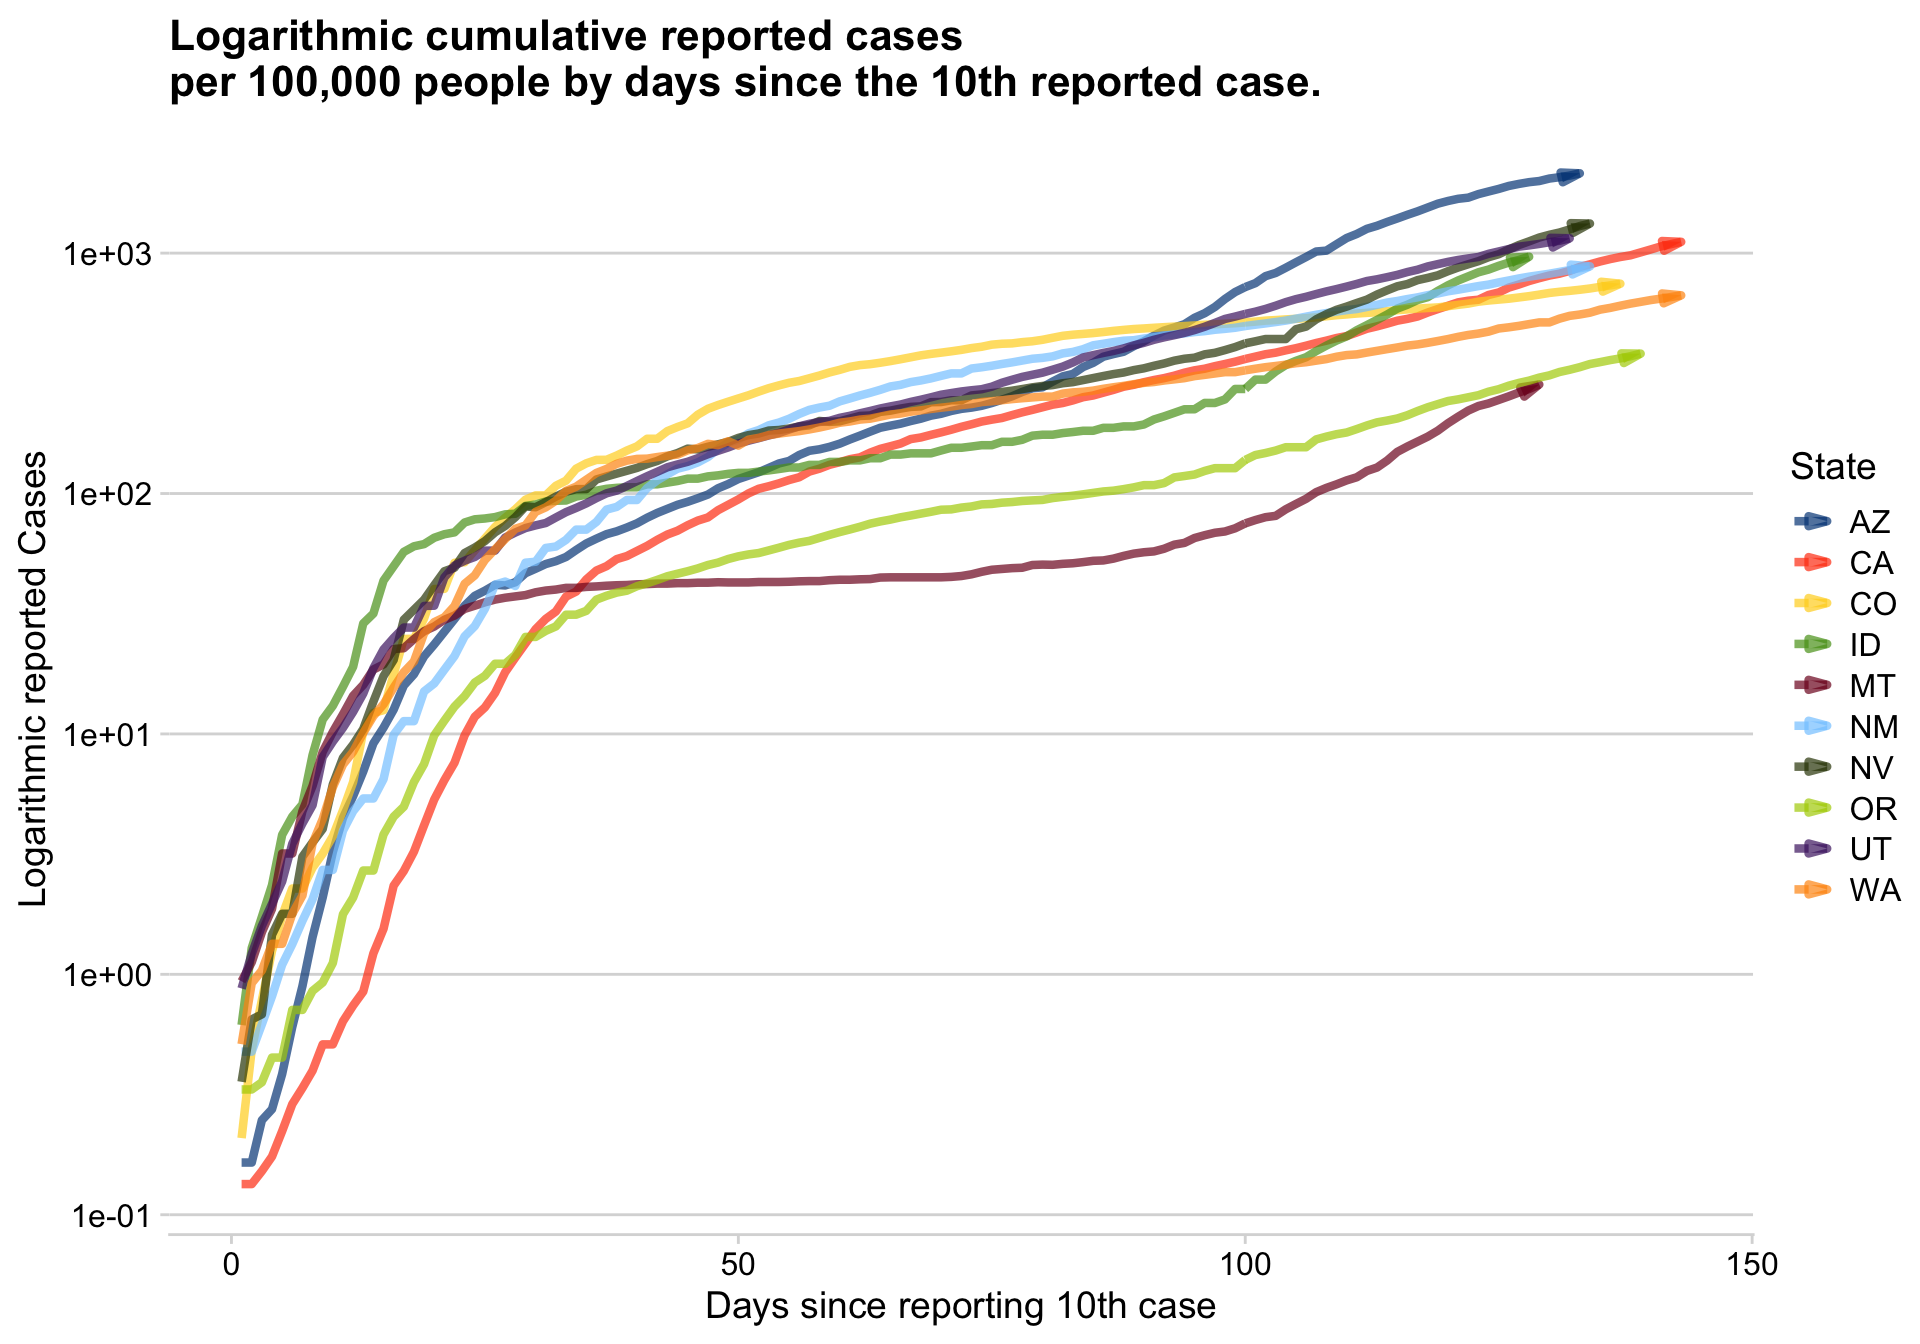 Logarithmic cumulative reported cases
per 100,000 people by days since the 10th reported case.
Logarithmic reported Cases
1e+03
1e+02
1e+01
1e+00
1e-01
0
50
100
150
Days since reporting 10th case
State
AZ
CA
CO
ID
MT
NM
NV
OR
UT
WA